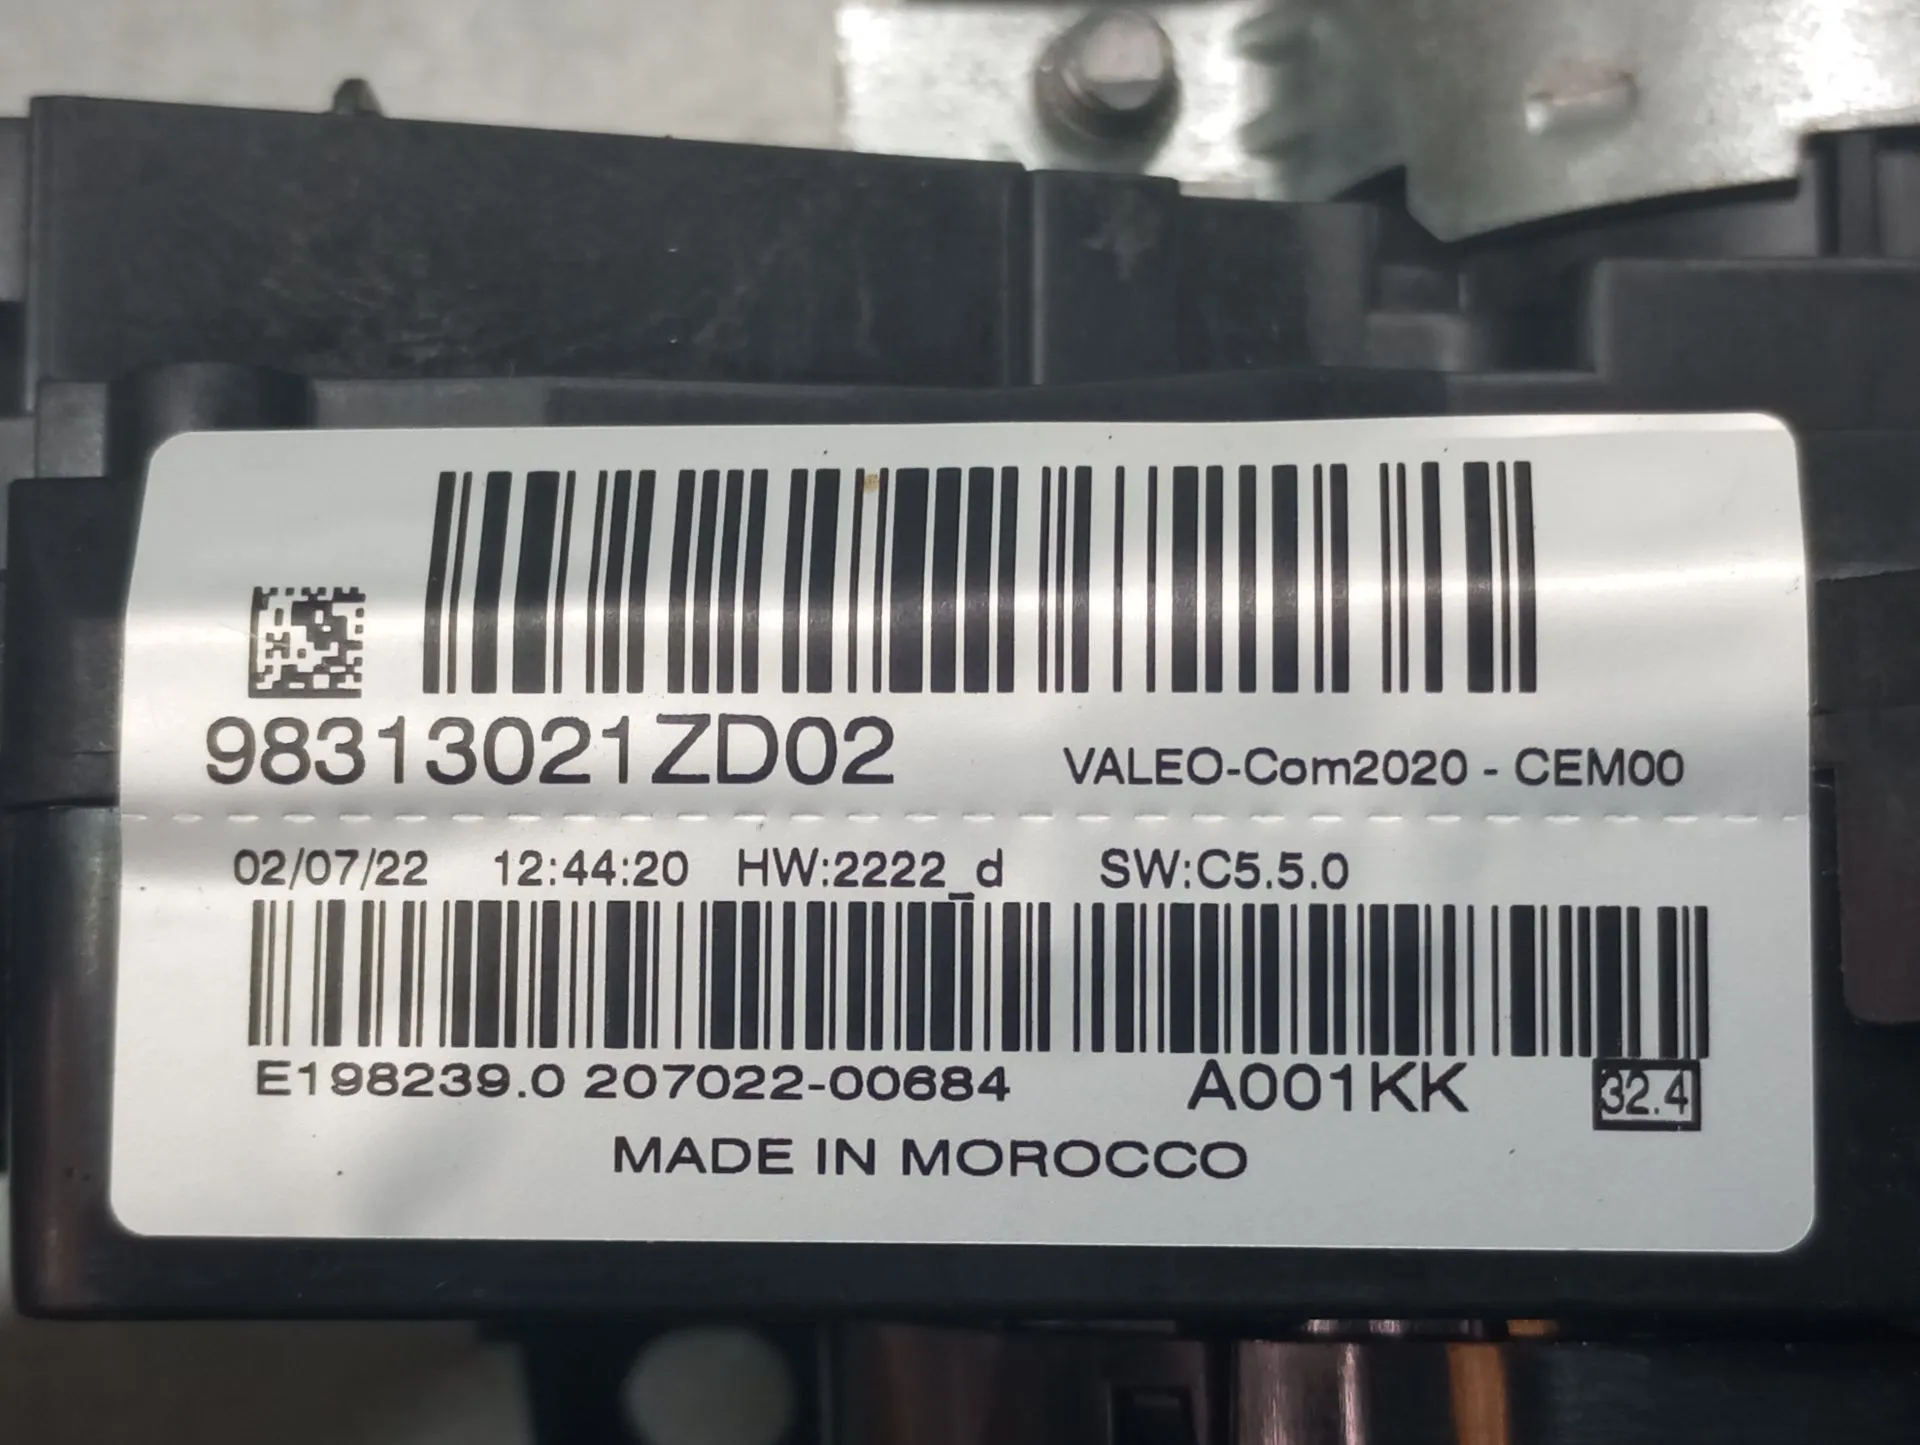 98313021ZD02 VALEO-Com2020 - CEM00
02/07/22 12:44:20 HW:2222_d SW:C5.5.0
E198239.0 207022-00684 A001KK 32.4
MADE IN MOROCCO